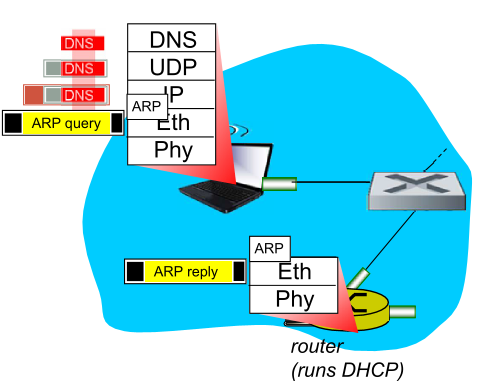 DNS
DNS
DNS
ARP query
DNS
UDP
IP
ARP
Eth
Phy
ARP reply
ARP
Eth
Phy
router
(runs DHCP)